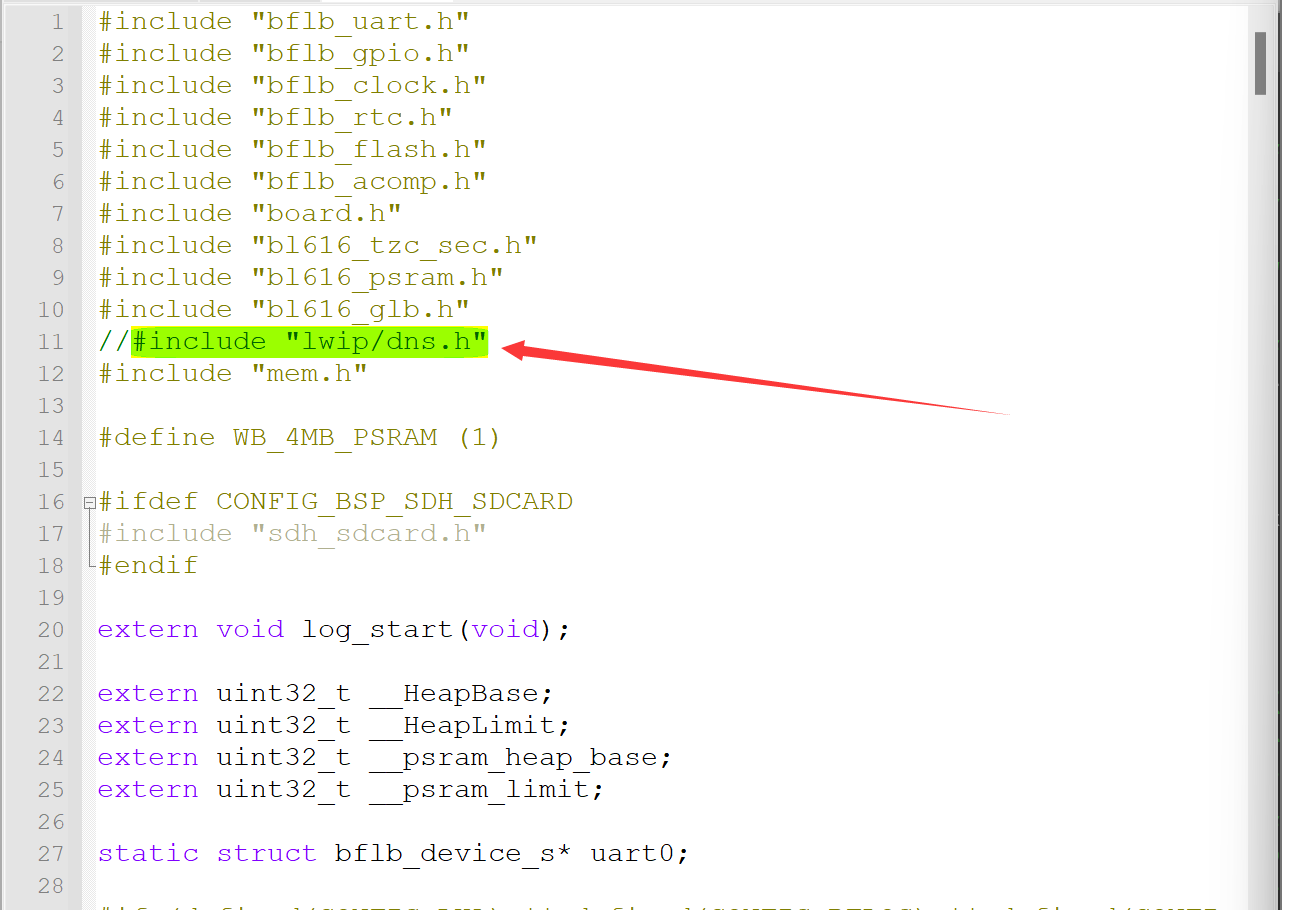 1 #include "bflb_uart.h"
2 #include "bflb_gpio.h"
3 #include "bflb_clock.h"
4 #include "bflb_rtc.h"
5 #include "bflb_flash.h"
6 #include "bflb_acomp.h"
7 #include "board.h"
8 #include "bl616_tzc_sec.h"
9 #include "bl616_psram.h"
10 #include "bl616_glb.h"
11 //#include "lwip/dns.h"
12 #include "mem.h"
13
14 #define WB_4MB_PSRAM (1)
15
16 #ifdef CONFIG_BSP_SDH_SDCARD
17 #include "sdh_sdcard.h"
18 #endif
19
20 extern void log_start(void);
21
22 extern uint32_t __HeapBase;
23 extern uint32_t __HeapLimit;
24 extern uint32_t __psram_heap_base;
25 extern uint32_t __psram_limit;
26
27 static struct bflb_device_s* uart0;
28